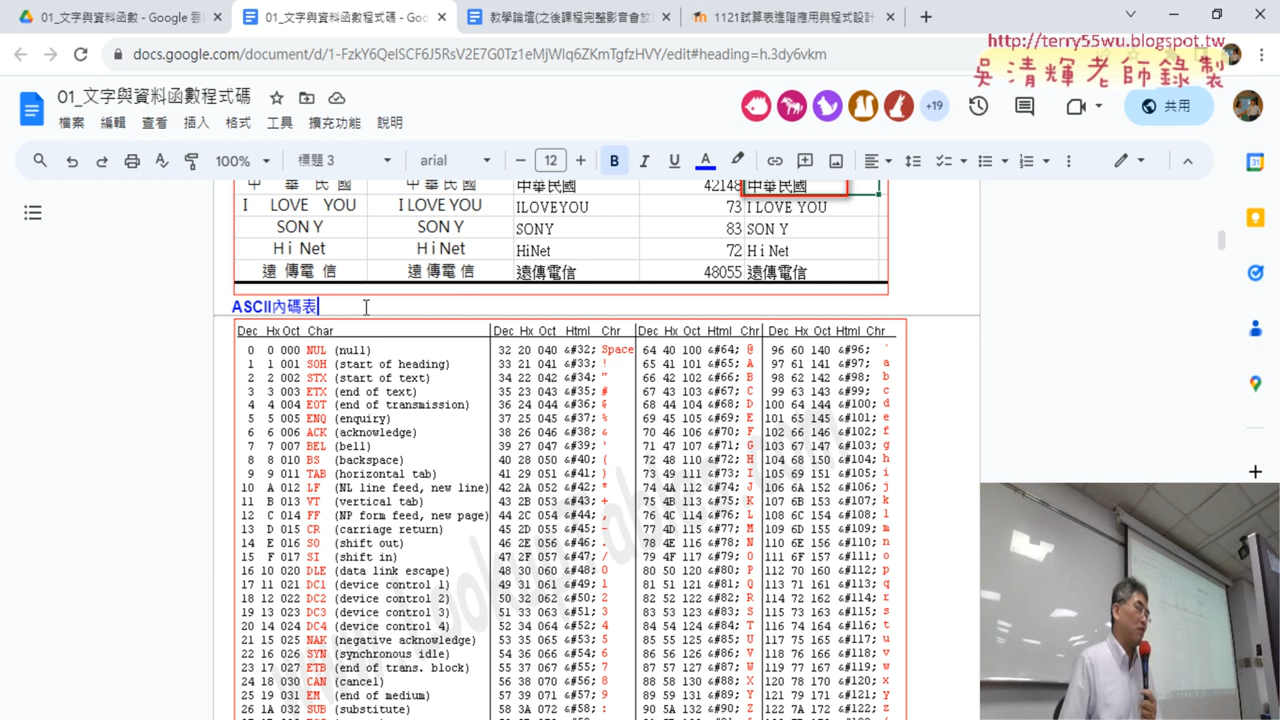 01_文字與資料函數 - Google 雲
01_文字與資料函數程式碼 - Goo
教學論壇(之後課程完整影音會放
1121試算表進階應用與程式設計
docs.google.com/document/d/1-FzkY6QelSCF6J5RsV2E7G0Tz1eMjWIq6ZKmTgfzHVY/edit#heading=h.3dy6vkm
http://terry55wu.blogspot.tw
吳清輝老師錄製
01_文字與資料函數程式碼
檔案 編輯 查看 插入 格式 工具 擴充功能 說明
+19
共用
100% 標題 3 arial 12 B I U A
中 華 民 國 中 華 民 國 中華民國 42148 中華民國
I LOVE YOU I LOVE YOU ILOVEYOU 73 I LOVE YOU
SON Y SON Y SONY 83 SON Y
H i Net H i Net HiNet 72 H i Net
遠 傳電 信 遠 傳電 信 遠傳電信 48055 遠傳電信
ASCII內碼表
Dec Hx Oct Char Dec Hx Oct Html Chr Dec Hx Oct Html Chr Dec Hx Oct Html Chr
0 0 000 NUL (null) 32 20 040 &#32; Space 64 40 100 &#64; @ 96 60 140 &#96; `
1 1 001 SOH (start of heading) 33 21 041 &#33; ! 65 41 101 &#65; A 97 61 141 &#97; a
2 2 002 STX (start of text) 34 22 042 &#34; " 66 42 102 &#66; B 98 62 142 &#98; b
3 3 003 ETX (end of text) 35 23 043 &#35; # 67 43 103 &#67; C 99 63 143 &#99; c
4 4 004 EOT (end of transmission) 36 24 044 &#36; $ 68 44 104 &#68; D 100 64 144 &#100; d
5 5 005 ENQ (enquiry) 37 25 045 &#37; % 69 45 105 &#69; E 101 65 145 &#101; e
6 6 006 ACK (acknowledge) 38 26 046 &#38; & 70 46 106 &#70; F 102 66 146 &#102; f
7 7 007 BEL (bell) 39 27 047 &#39; ' 71 47 107 &#71; G 103 67 147 &#103; g
8 8 010 BS (backspace) 40 28 050 &#40; ( 72 48 110 &#72; H 104 68 150 &#104; h
9 9 011 TAB (horizontal tab) 41 29 051 &#41; ) 73 49 111 &#73; I 105 69 151 &#105; i
10 A 012 LF (NL line feed, new line) 42 2A 052 &#42; * 74 4A 112 &#74; J 106 6A 152 &#106; j
11 B 013 VT (vertical tab) 43 2B 053 &#43; + 75 4B 113 &#75; K 107 6B 153 &#107; k
12 C 014 FF (NP form feed, new page) 44 2C 054 &#44; , 76 4C 114 &#76; L 108 6C 154 &#108; l
13 D 015 CR (carriage return) 45 2D 055 &#45; - 77 4D 115 &#77; M 109 6D 155 &#109; m
14 E 016 SO (shift out) 46 2E 056 &#46; . 78 4E 116 &#78; N 110 6E 156 &#110; n
15 F 017 SI (shift in) 47 2F 057 &#47; / 79 4F 117 &#79; O 111 6F 157 &#111; o
16 10 020 DLE (data link escape) 48 30 060 &#48; 0 80 50 120 &#80; P 112 70 160 &#112; p
17 11 021 DC1 (device control 1) 49 31 061 &#49; 1 81 51 121 &#81; Q 113 71 161 &#113; q
18 12 022 DC2 (device control 2) 50 32 062 &#50; 2 82 52 122 &#82; R 114 72 162 &#114; r
19 13 023 DC3 (device control 3) 51 33 063 &#51; 3 83 53 123 &#83; S 115 73 163 &#115; s
20 14 024 DC4 (device control 4) 52 34 064 &#52; 4 84 54 124 &#84; T 116 74 164 &#116; t
21 15 025 NAK (negative acknowledge) 53 35 065 &#53; 5 85 55 125 &#85; U 117 75 165 &#117; u
22 16 026 SYN (synchronous idle) 54 36 066 &#54; 6 86 56 126 &#86; V 118 76 166 &#118; v
23 17 027 ETB (end of trans. block) 55 37 067 &#55; 7 87 57 127 &#87; W 119 77 167 &#119; w
24 18 030 CAN (cancel) 56 38 070 &#56; 8 88 58 130 &#88; X 120 78 170 &#120; x
25 19 031 EM (end of medium) 57 39 071 &#57; 9 89 59 131 &#89; Y 121 79 171 &#121; y
26 1A 032 SUB (substitute) 58 3A 072 &#58; : 90 5A 132 &#90; Z 122 7A 172 &#122; z